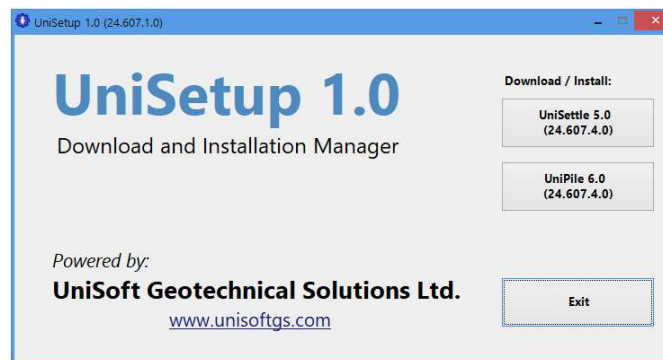 UniSetup 1.0 (24.607.1.0)
UniSetup 1.0
Download and Installation Manager
Download / Install:
UniSettle 5.0
(24.607.4.0)
UniPile 6.0
(24.607.4.0)
Powered by:
UniSoft Geotechnical Solutions Ltd.
www.unisoftgs.com
Exit